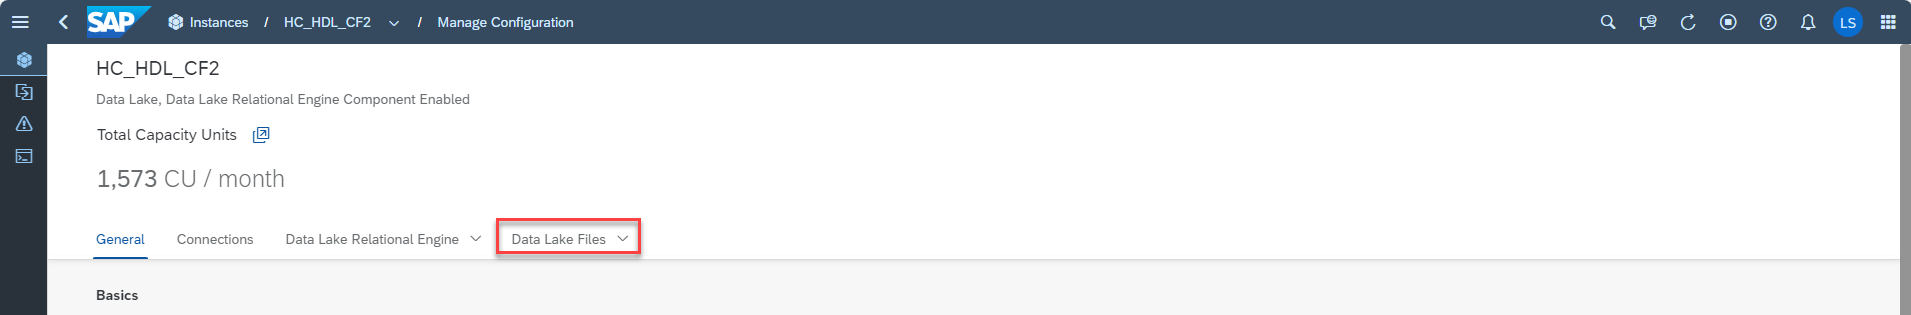 SAP Instances / HC_HDL_CF2 / Manage Configuration LS
HC_HDL_CF2
Data Lake, Data Lake Relational Engine Component Enabled
Total Capacity Units
1,573 CU / month
General Connections Data Lake Relational Engine Data Lake Files
Basics